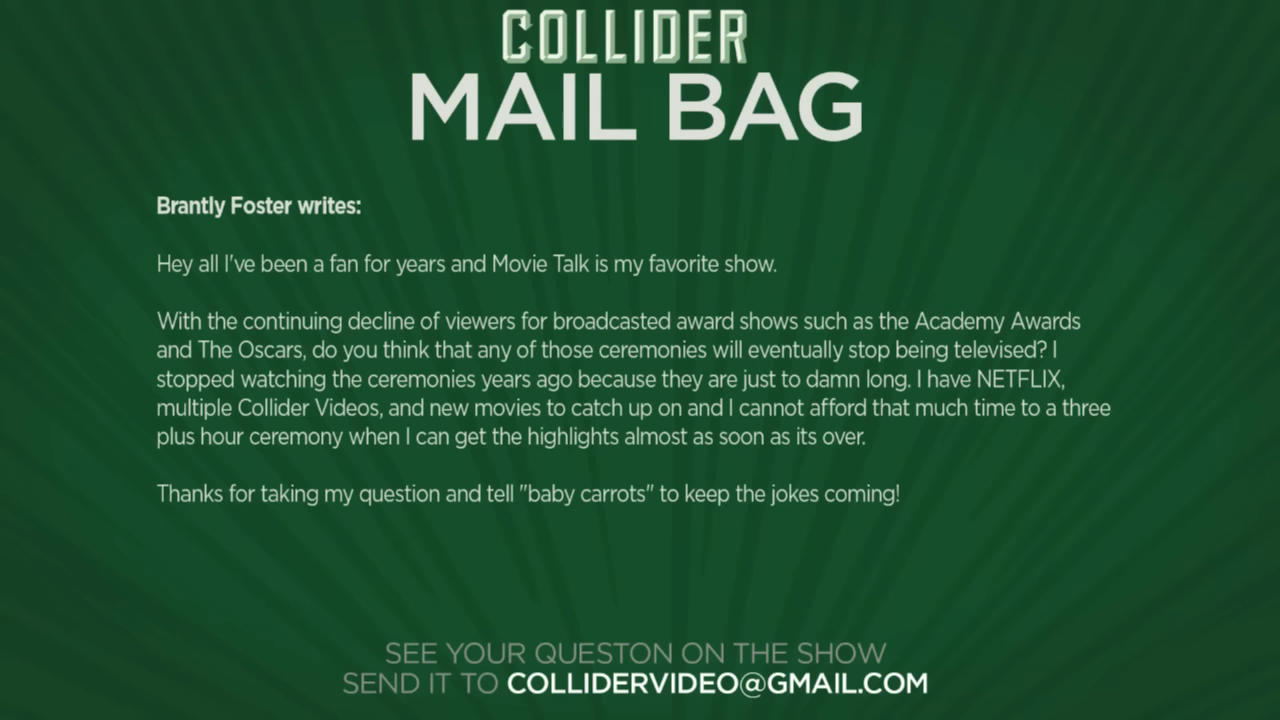 COLLIDER
MAIL BAG
Brantly Foster writes:
Hey all I've been a fan for years and Movie Talk is my favorite show.
With the continuing decline of viewers for broadcasted award shows such as the Academy Awards
and The Oscars, do you think that any of those ceremonies will eventually stop being televised? I
stopped watching the ceremonies years ago because they are just to damn long. I have NETFLIX,
multiple Collider Videos, and new movies to catch up on and I cannot afford that much time to a three
plus hour ceremony when I can get the highlights almost as soon as its over.
Thanks for taking my question and tell "baby carrots" to keep the jokes coming!
SEE YOUR QUESTON ON THE SHOW
SEND IT TO COLLIDERVIDEO@GMAIL.COM